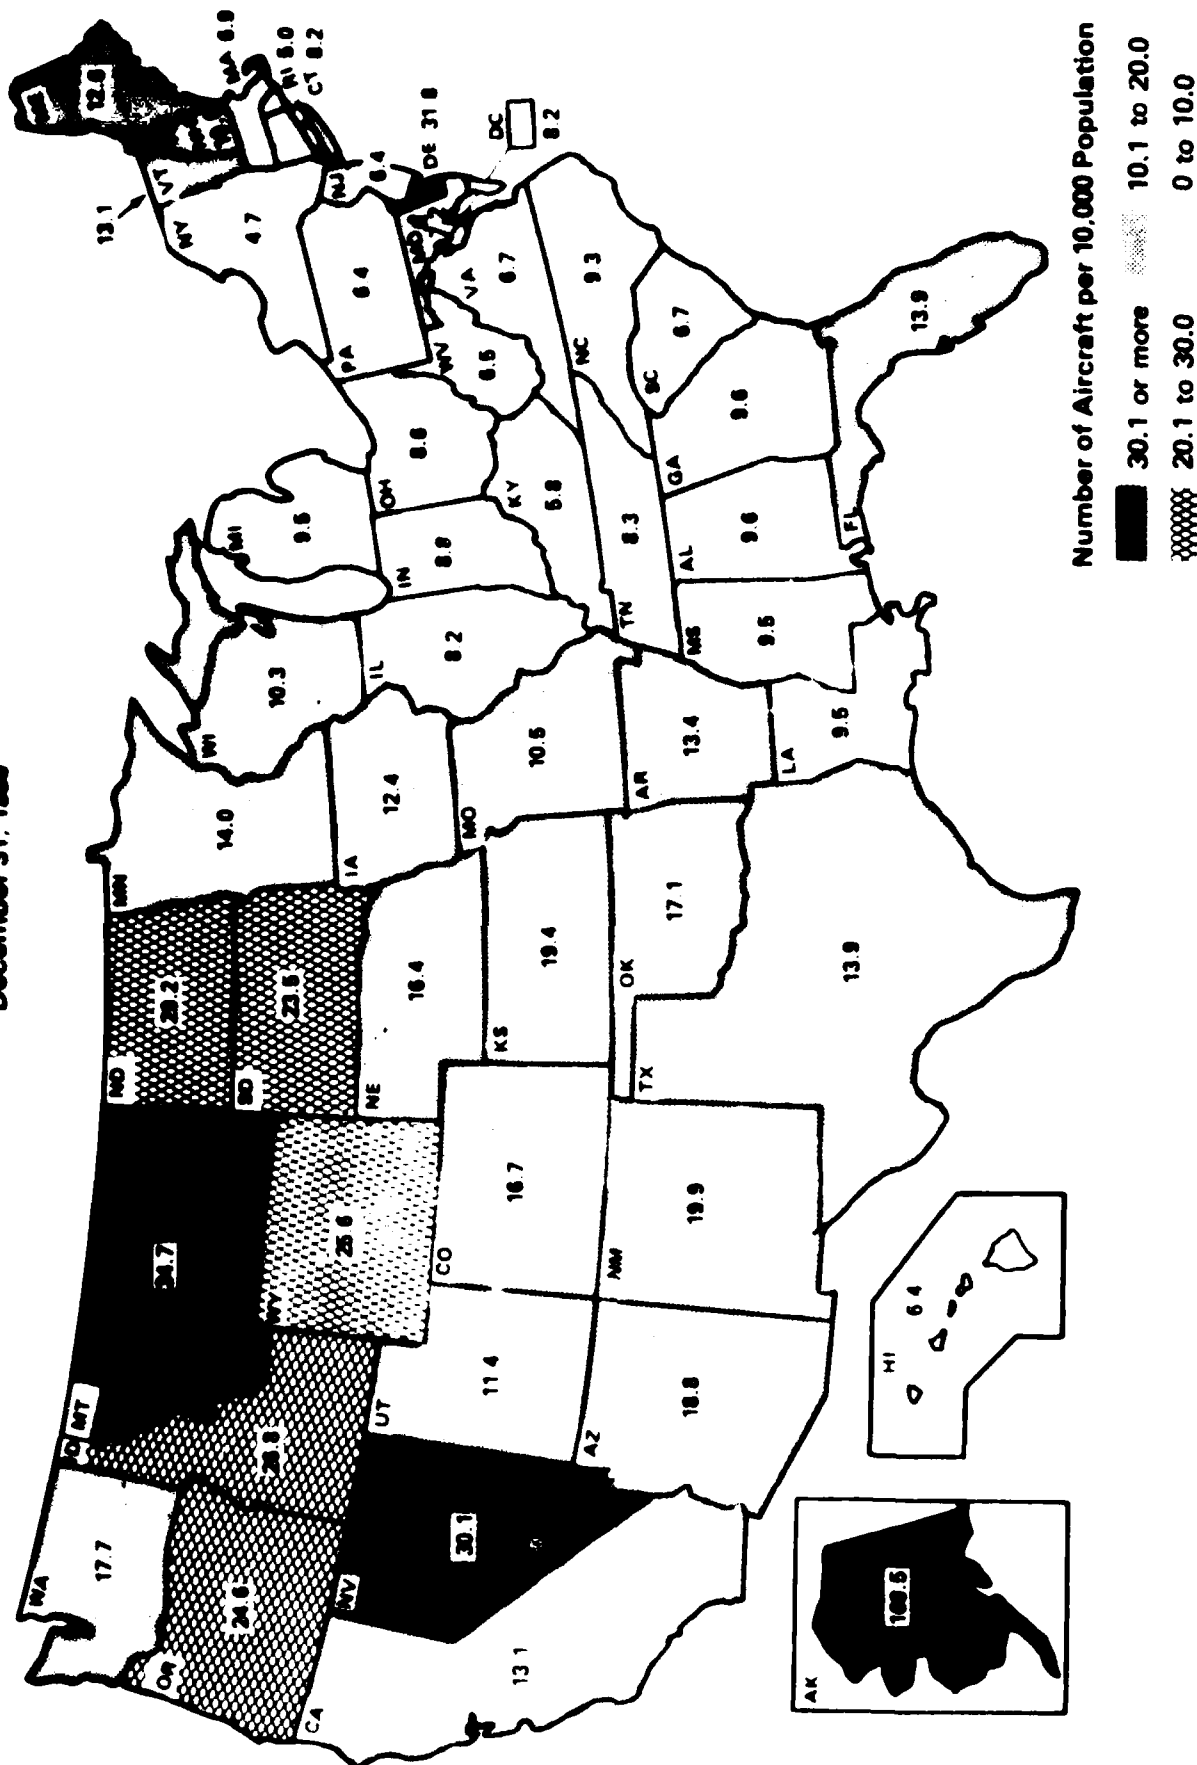 WA
17.7
OR
24.6
CA
13.1
NV
30.1
MT
28.8
UT
11.4
AZ
18.8
WY
25.6
CO
16.7
NM
19.9
ND
SD
23.5
NE
16.4
KS
19.4
OK
17.1
TX
13.9
MN
14.0
IA
12.4
MO
10.5
AR
13.4
LA
9.5
WI
10.3
IL
8.2
MI
9.5
IN
8.8
OH
8.6
KY
5.8
TN
8.3
MS
9.5
AL
9.6
GA
9.6
FL
13.9
SC
6.7
NC
9.3
VA
6.7
WV
6.5
PA
6.4
NY
4.7
VT
13.1
ME
12.6
MA 6.9
RI 5.0
CT 8.2
NJ
6.4
DE 31.8
MD
DC
8.2
AK
HI
6.4
Number of Aircraft per 10,000 Population
30.1 or more
10.1 to 20.0
20.1 to 30.0
0 to 10.0